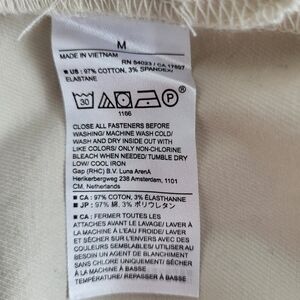 M
MADE IN VIETNAM
RN 54023 / CA 17897
■ US: 97% COTTON, 3% SPANDEX/
ELASTANE
30
P
1166
CLOSE ALL FASTENERS BEFORE
WASHING/ MACHINE WASH COLD/
WASH AND DRY INSIDE OUT WITH
LIKE COLORS/ ONLY NON-CHLORINE
BLEACH WHEN NEEDED/ TUMBLE DRY
LOW/ COOL IRON
Gap (RHC) B.V. Luna ArenA
Herikerbergweg 238 Amsterdam, 1101
CM, Netherlands
■ CA : 97% COTON, 3% ÉLASTHANNE
■ JP : 97% 綿, 3% ポリウレタン
■ CA : FERMER TOUTES LES
ATTACHES AVANT LE LAVAGE/ LAVER À
LA MACHINE À L'EAU FROIDE/ LAVER
ET SÉCHER SUR L'ENVERS AVEC DES
COULEURS SEMBLABLES/ UTILISER AU
BESOIN UN AGENT DE BLANCHIMENT
SANS CHLORE UNIQUEMENT/ SÉCHER
À LA MACHINE À BASSE
TEMPÉRATURE/ REPASSER À BASSE